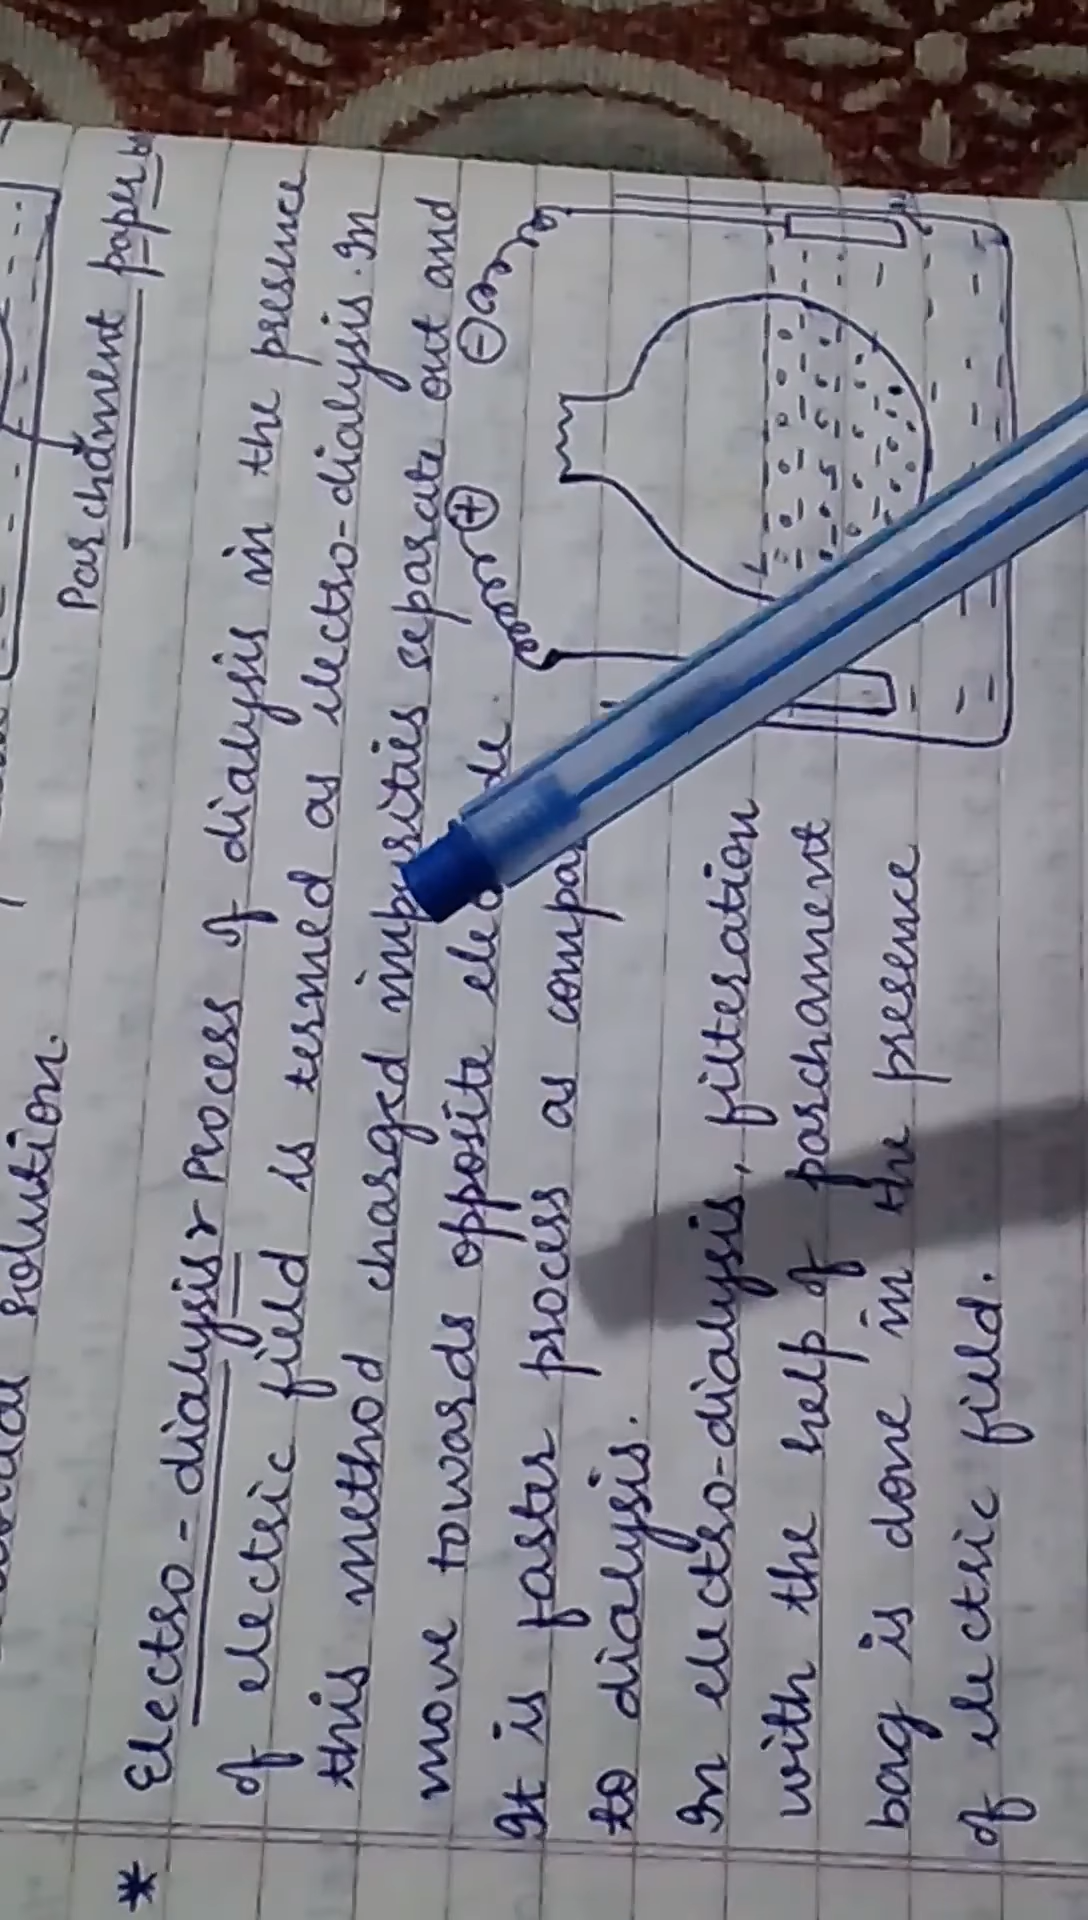 solution.
Parchament paper
* Electro-dialysis Process of dialysis in the presence
of electric field is termed as electro-dialysis. In
this method charged impurities separate out and
move towards opposite
It is faster process as
to dialysis.
In electro-dialysis, filteration
with the help of parchament
bag is done in the presence
of electric field.
+
-